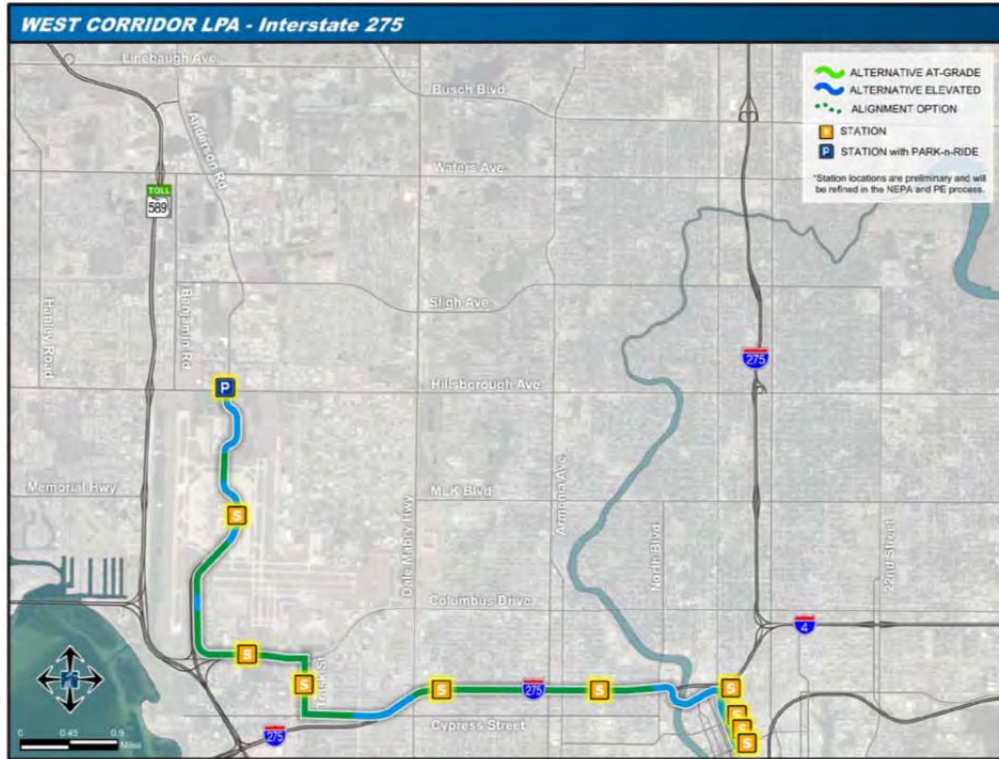 WEST CORRIDOR LPA - Interstate 275
Linebaugh Ave.
Busch Blvd.
ALTERNATIVE AT-GRADE
ALTERNATIVE ELEVATED
ALIGNMENT OPTION
S STATION
P STATION with PARK-n-RIDE
*Station locations are preliminary and will
be refined in the NEPA and PE process.
Anderson Rd
Waters Ave.
TOLL
589
Hanley Road
Benjamin Rd
Sligh Ave.
275
P
Hillsborough Ave.
Memorial Hwy
MLK Blvd.
S
Dale Mabry Hwy
Armenia Ave.
North Blvd.
22nd Street
Columbus Drive
4
S
S
S
275
S
S
Cypress Street
S
S
S
275
0 0.45 0.9
Miles